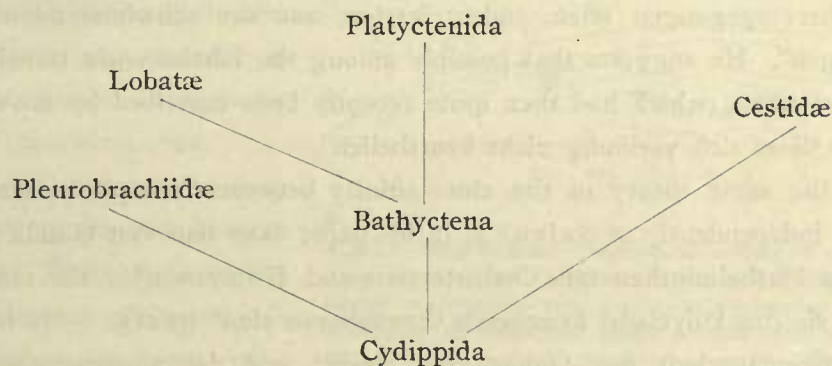 Platyctenida
Lobatæ
Cestidæ
Pleurobrachiidæ
Bathyctena
Cydippida